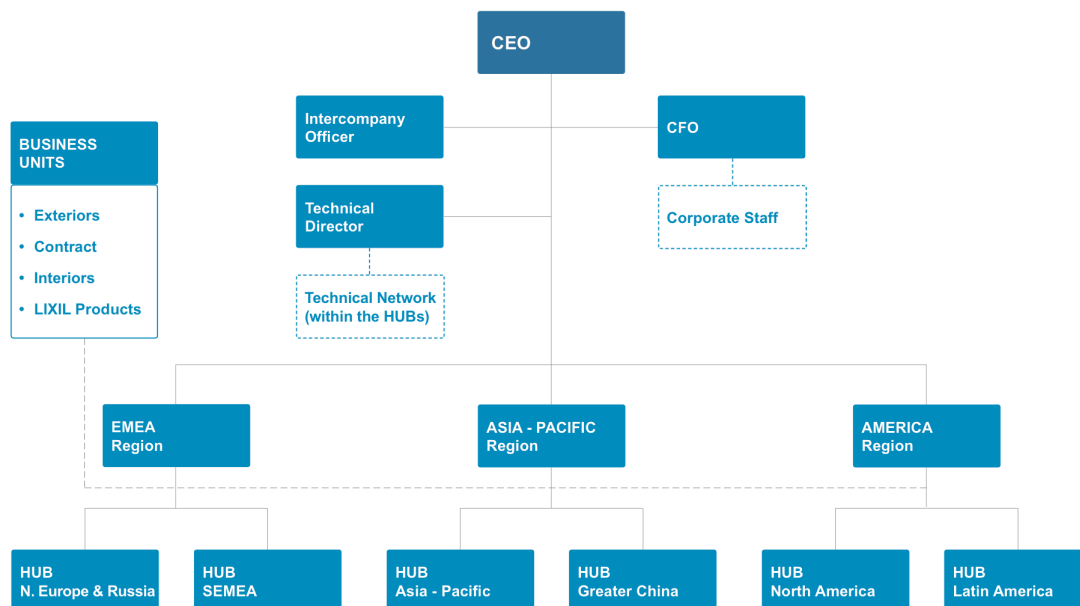 CEO
Intercompany
Officer
CFO
BUSINESS
UNITS
• Exteriors
• Contract
• Interiors
• LIXIL Products
Technical
Director
Corporate Staff
Technical Network
(within the HUBs)
EMEA
Region
ASIA - PACIFIC
Region
AMERICA
Region
HUB
N. Europe & Russia
HUB
SEMEA
HUB
Asia - Pacific
HUB
Greater China
HUB
North America
HUB
Latin America